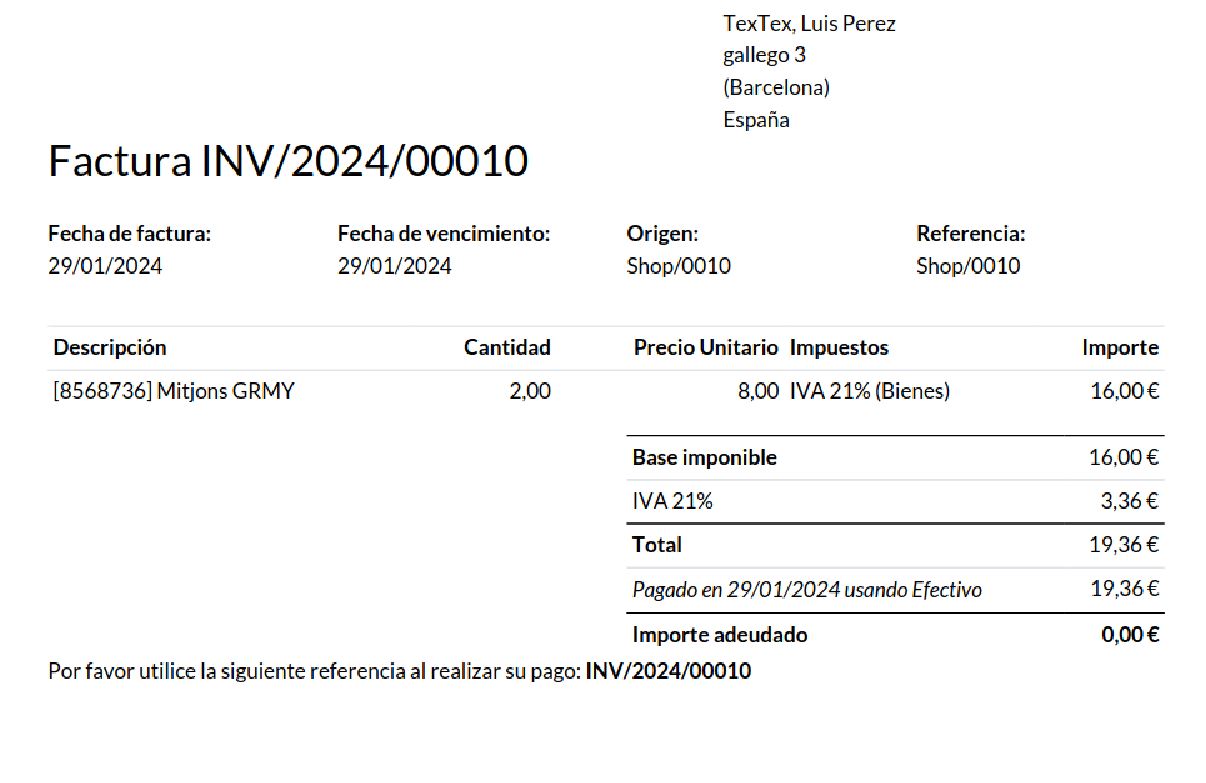 TexTex, Luis Perez
gallego 3
(Barcelona)
España
Factura INV/2024/00010
Fecha de factura: Fecha de vencimiento: Origen: Referencia:
29/01/2024 29/01/2024 Shop/0010 Shop/0010
Descripción Cantidad Precio Unitario Impuestos Importe
[8568736] Mitjons GRMY 2,00 8,00 IVA 21% (Bienes) 16,00 €
Base imponible 16,00 €
IVA 21% 3,36 €
Total 19,36 €
Pagado en 29/01/2024 usando Efectivo 19,36 €
Importe adeudado 0,00 €
Por favor utilice la siguiente referencia al realizar su pago: INV/2024/00010